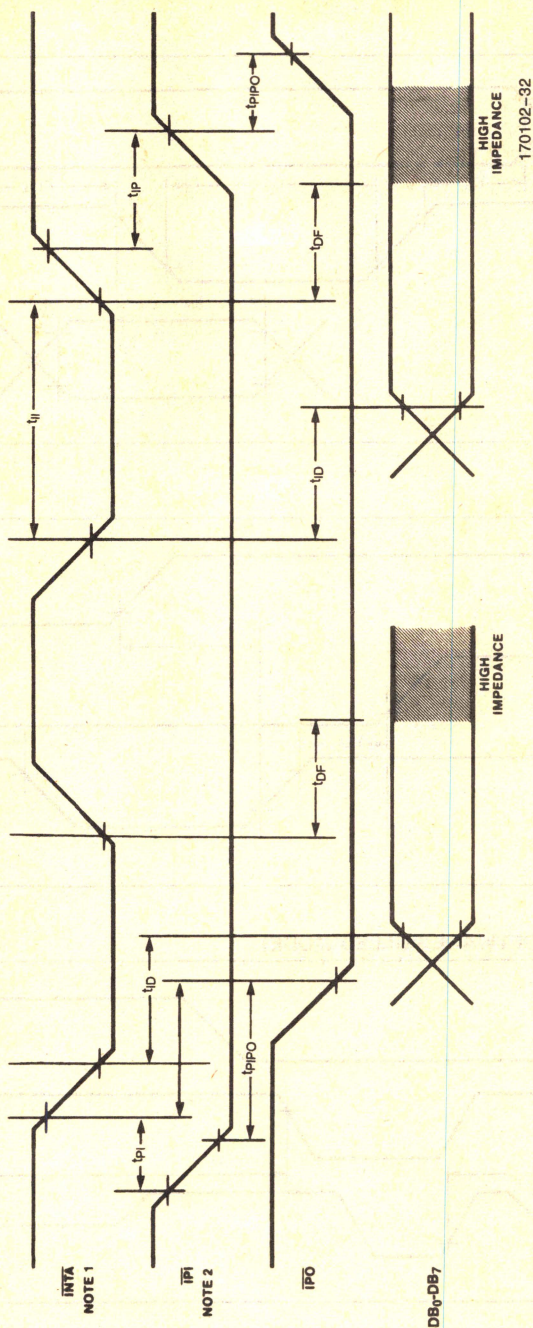 INTA
NOTE 1
tII
tIP
tPI
tID
IPI
NOTE 2
tPIPO
tPIPO
IPO
tDF
tID
tDF
DB0-DB7
HIGH
IMPEDANCE
HIGH
IMPEDANCE
170102-32